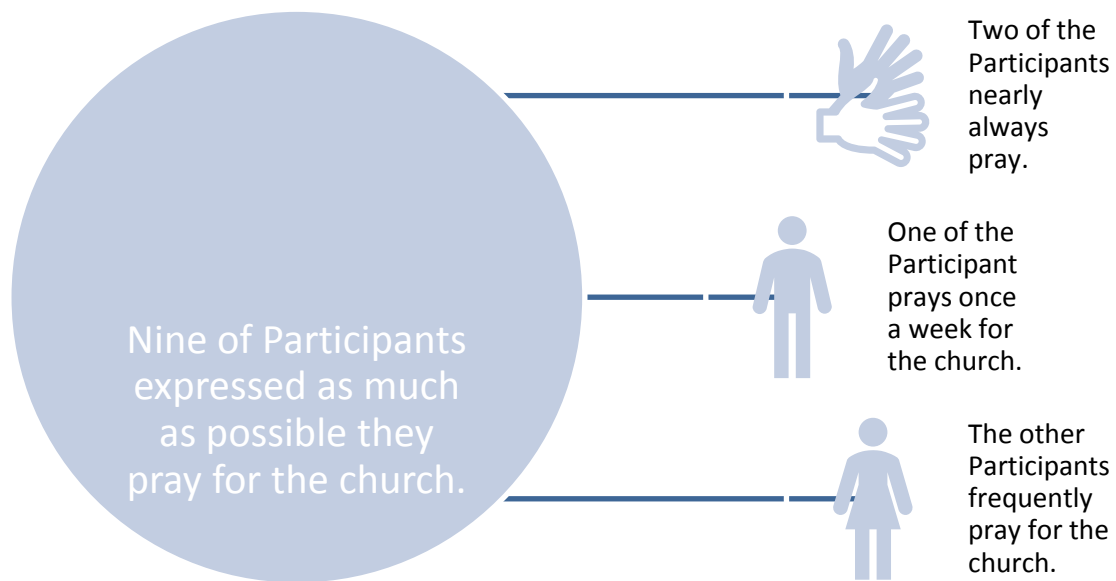 Nine of Participants
expressed as much
as possible they
pray for the church.
Two of the
Participants
nearly
always
pray.
One of the
Participant
prays once
a week for
the church.
The other
Participants
frequently
pray for the
church.